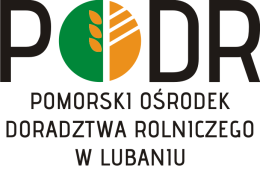 PODR
POMORSKI OŚRODEK
DORADZTWA ROLNICZEGO
W LUBANIU